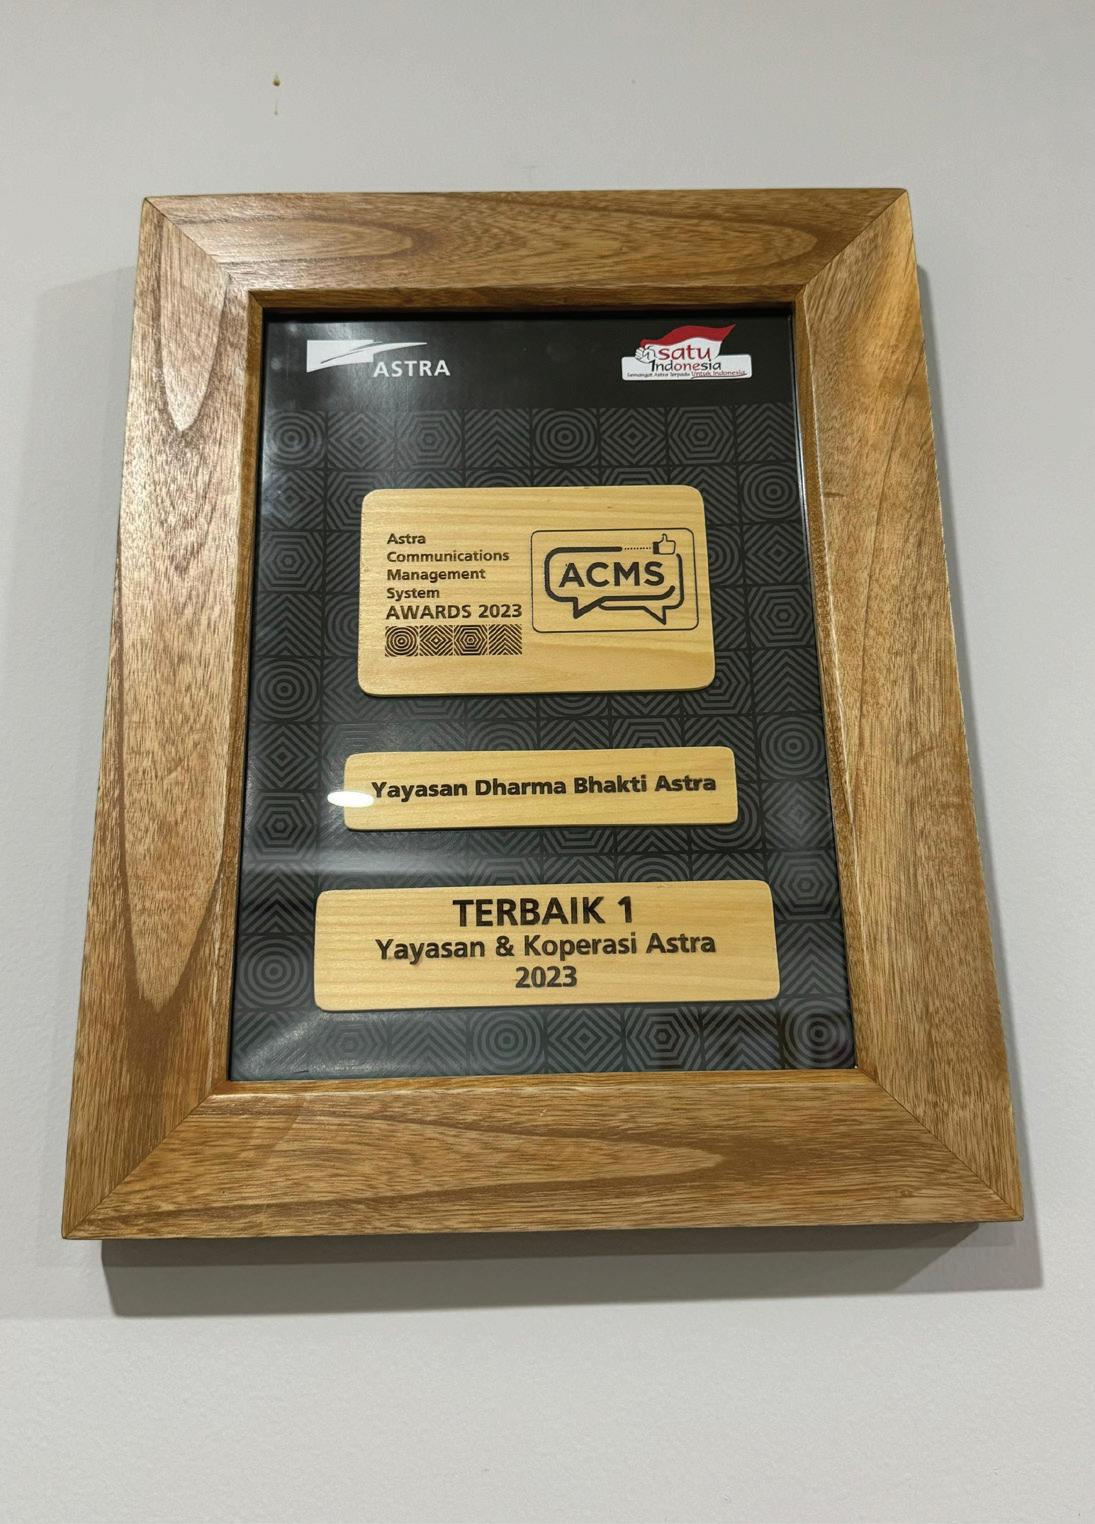 ASTRA
satu
Indonesia
Semangat Astra Terpadu Untuk Indonesia
Astra
Communications
Management
System
AWARDS 2023
ACMS
Yayasan Dharma Bhakti Astra
TERBAIK 1
Yayasan & Koperasi Astra
2023